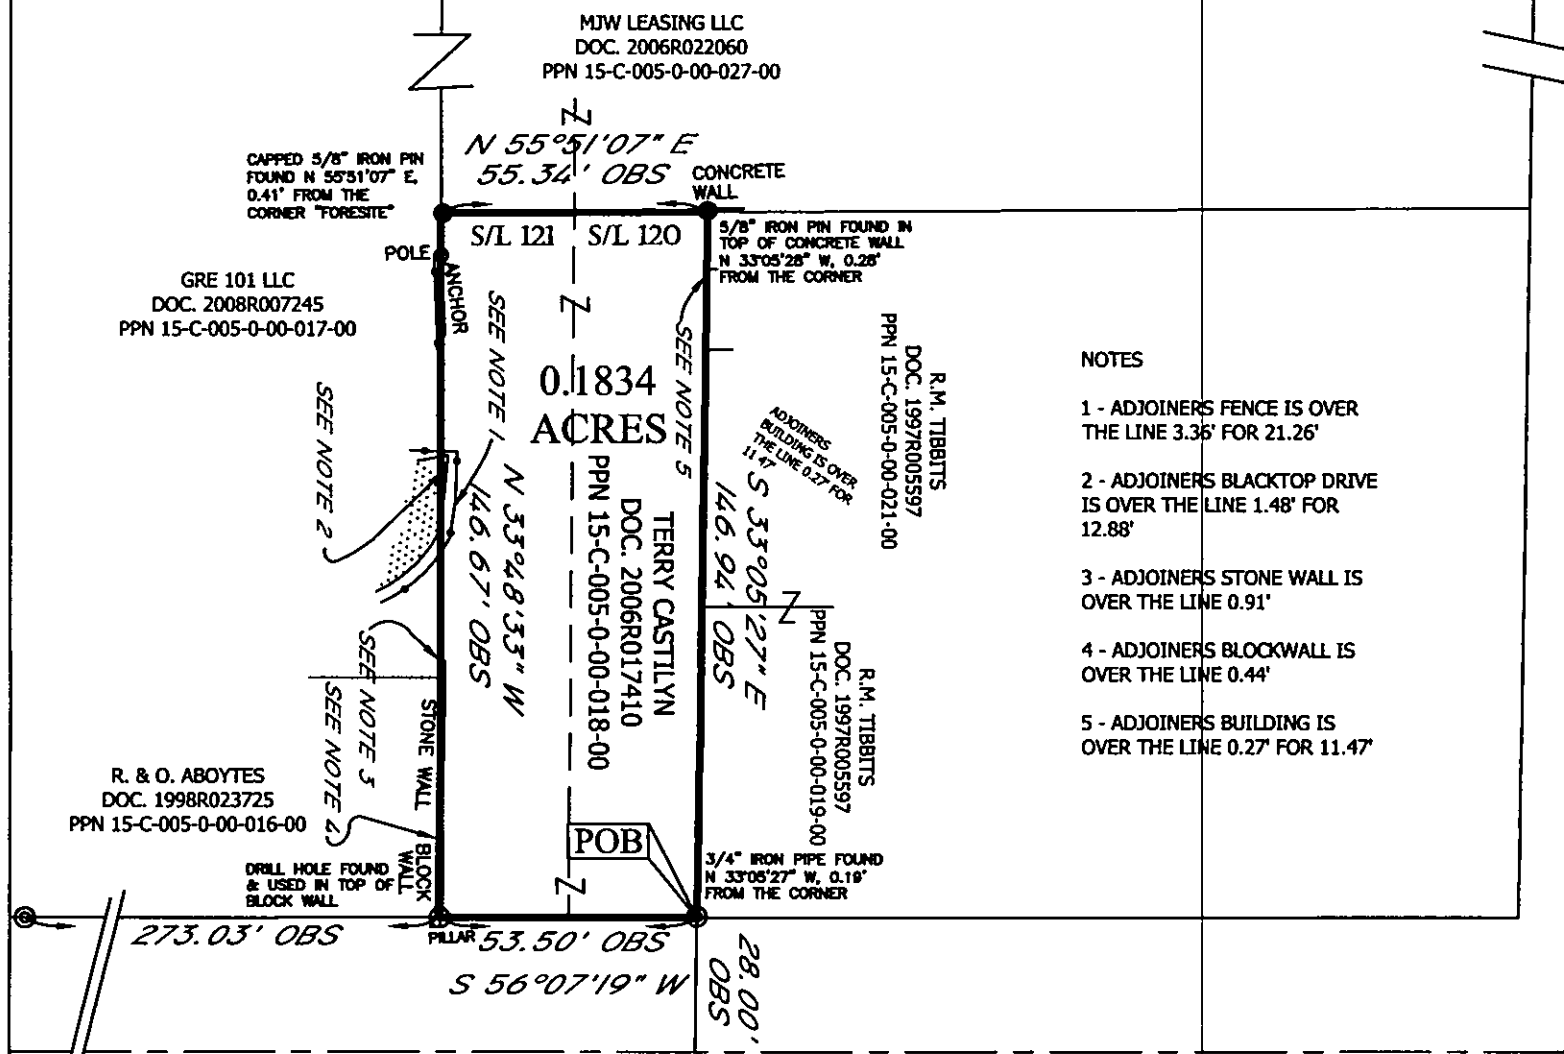 MJW LEASING LLC
DOC. 2006R022060
PPN 15-C-005-0-00-027-00
N 55°51'07" E
55.34' OBS
CAPPED 5/8" IRON PIN
FOUND N 55°51'07" E,
0.41' FROM THE
CORNER "FORESITE"
CONCRETE
WALL
S/L 121
S/L 120
5/8" IRON PIN FOUND IN
TOP OF CONCRETE WALL
N 33°05'28" W, 0.28'
FROM THE CORNER
POLE
ANCHOR
GRE 101 LLC
DOC. 2008R007245
PPN 15-C-005-0-00-017-00
SEE NOTE 1
SEE NOTE 5
0.1834
ACRES
R.M. TIBBITS
DOC. 1997R005597
PPN 15-C-005-0-00-021-00
ADJOINERS
BUILDING IS OVER
THE LINE 0.27' FOR
11.47'
SEE NOTE 2
N 33°48'33" W
146.67' OBS
TERRY CASTILYN
DOC. 2006R017410
PPN 15-C-005-0-00-018-00
S 33°05'27" E
146.94' OBS
NOTES
1 - ADJOINERS FENCE IS OVER
THE LINE 3.36' FOR 21.26'
2 - ADJOINERS BLACKTOP DRIVE
IS OVER THE LINE 1.48' FOR
12.88'
3 - ADJOINERS STONE WALL IS
OVER THE LINE 0.91'
4 - ADJOINERS BLOCKWALL IS
OVER THE LINE 0.44'
5 - ADJOINERS BUILDING IS
OVER THE LINE 0.27' FOR 11.47'
SEE NOTE 3
SEE NOTE 4
STONE WALL
R.M. TIBBITS
DOC. 1997R005597
PPN 15-C-005-0-00-019-00
R. & O. ABOYTES
DOC. 1998R023725
PPN 15-C-005-0-00-016-00
BLOCK
WALL
POB
DRILL HOLE FOUND
& USED IN TOP OF
BLOCK WALL
3/4" IRON PIPE FOUND
N 33°05'27" W, 0.19'
FROM THE CORNER
273.03' OBS
PILLAR
53.50' OBS
S 56°07'19" W
28.00'
OBS